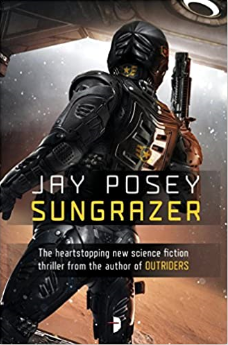 JAY POSEY
SUNGRAZER
The heartstopping new science fiction
thriller from the author of OUTRIDERS